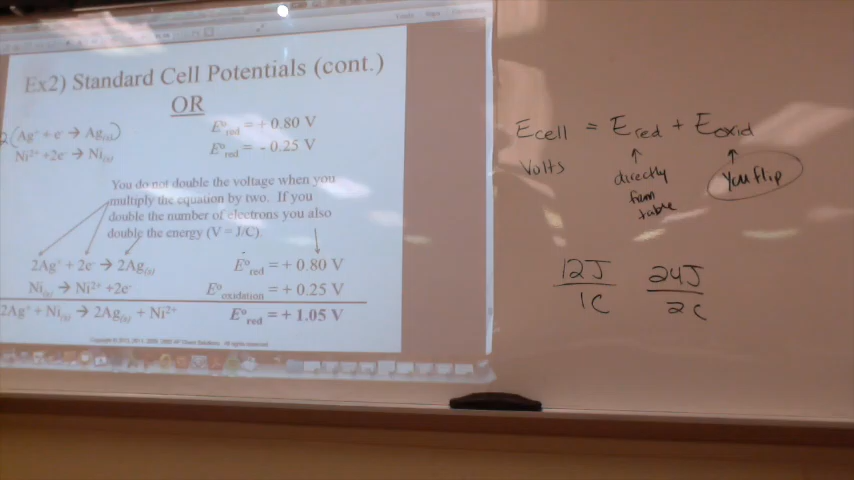 Ex2) Standard Cell Potentials (cont.)
OR
2(Ag⁺ + e⁻ → Ag(s)) E°red = + 0.80 V
Ni²⁺ +2e⁻ → Ni(s) E°red = - 0.25 V
You do not double the voltage when you
multiply the equation by two. If you
double the number of electrons you also
double the energy (V = J/C).
2Ag⁺ + 2e⁻ → 2Ag(s) E°red = + 0.80 V
Ni(s) → Ni²⁺ +2e⁻ E°oxidation = + 0.25 V
2Ag⁺ + Ni(s) → 2Ag(s) + Ni²⁺ E°red = + 1.05 V
Ecell = Ered + Eoxid
Volts
↑ directly
from
table
↑ You flip
12J 24J
1C 2C